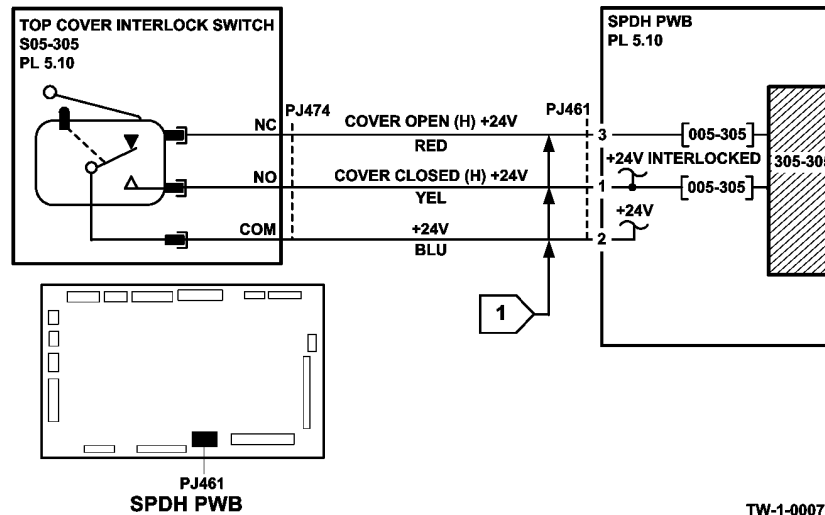 TOP COVER INTERLOCK SWITCH
S05-305
PL 5.10
SPDH PWB
PL 5.10
PJ474
PJ461
NC
COVER OPEN (H) +24V
RED
3
[005-305]
+24V INTERLOCKED
305-305
NO
COVER CLOSED (H) +24V
YEL
1
[005-305]
+24V
COM
+24V
BLU
2
1
PJ461
SPDH PWB
TW-1-0007